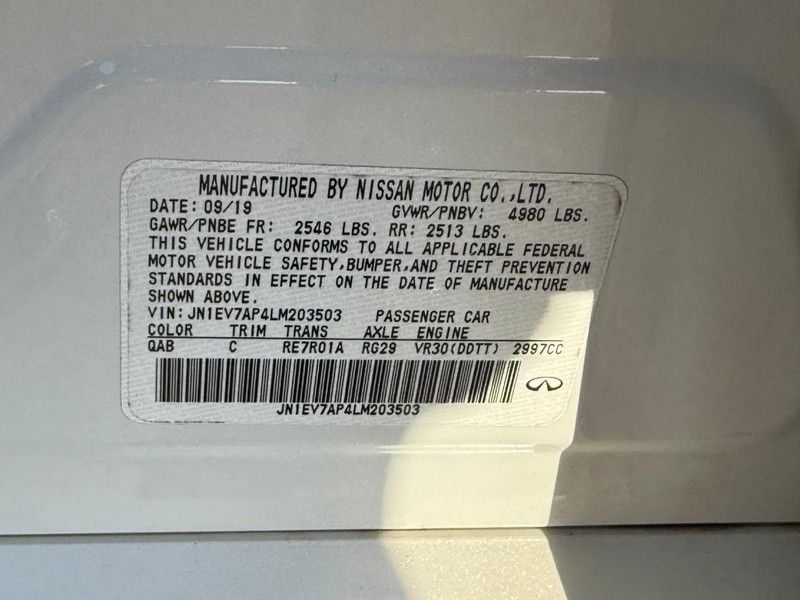 MANUFACTURED BY NISSAN MOTOR CO.,LTD.
DATE: 09/19 GVWR/PNBV: 4980 LBS.
GAWR/PNBE FR: 2546 LBS. RR: 2513 LBS.
THIS VEHICLE CONFORMS TO ALL APPLICABLE FEDERAL
MOTOR VEHICLE SAFETY,BUMPER,AND THEFT PREVENTION
STANDARDS IN EFFECT ON THE DATE OF MANUFACTURE
SHOWN ABOVE.
VIN: JN1EV7AP4LM203503 PASSENGER CAR
COLOR TRIM TRANS AXLE ENGINE
QAB C RE7R01A RG29 VR30(DDTT) 2997CC
JN1EV7AP4LM203503